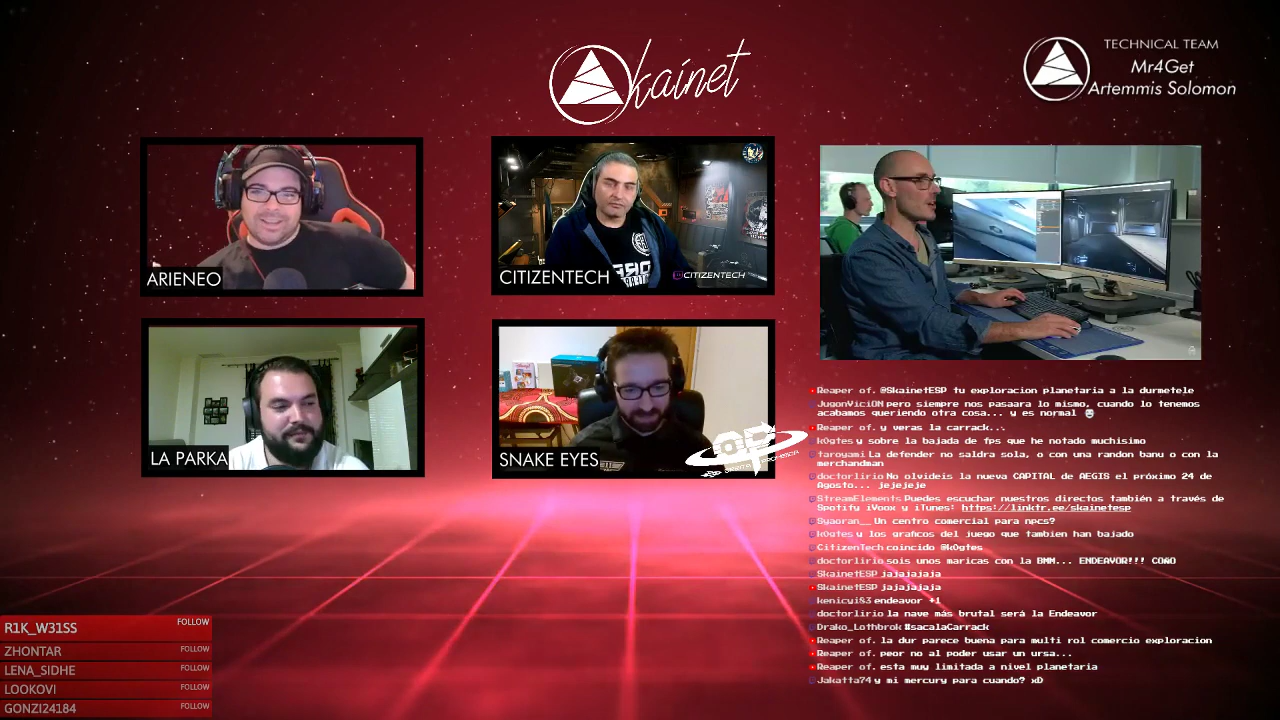 kainet
TECHNICAL TEAM
Mr4Get
Artemmis Solomon
ARIENEO
CITIZENTECH
CITIZENTECH
LA PARKA
SNAKE EYES
Reaper of. @SkainetESP tu exploracion planetaria a la durmetele
JugonViciON pero siempre nos pasaara lo mismo, cuando lo tenemos
acabamos queriendo otra cosa... y es normal
Reaper of. y veras la carrack...
k0gtes y sobre la bajada de fps que he notado muchisimo
taroyami La defender no saldra sola, o con una randon banu o con la
merchandman
doctorlirio No olvideis la nueva CAPITAL de AEGIS el próximo 24 de
Agosto... jejejeje
StreamElements Puedes escuchar nuestros directos también a través de
Spotify iVoox y iTunes: https://linktr.ee/skainetesp
Syaoran__ Un centro comercial para npcs?
k0gtes y los graficos del juego que tambien han bajado
CitizenTech coincido @k0gtes
doctorlirio sois unos maricas con la BMM... ENDEAVOR!!! COÑO
SkainetESP jajajajaja
SkainetESP jajajajaja
kenicyi83 endeavor +1
doctorlirio la nave más brutal será la Endeavor
Drako_Lothbrok #sacalaCarrack
Reaper of. la dur parece buena para multi rol comercio exploracion
Reaper of. peor no al poder usar un ursa...
Reaper of. esta muy limitada a nivel planetaria
Jakatta74 y mi mercury para cuando? xD
R1K_W31SS FOLLOW
ZHONTAR FOLLOW
LENA_SIDHE FOLLOW
LOOKOVI FOLLOW
GONZI24184 FOLLOW